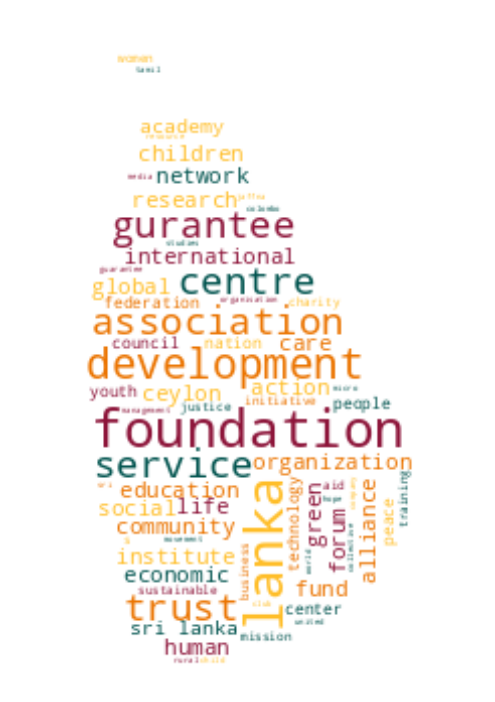 women
tamil
academy
resource
children
media network
research jaffna
colombo
gurantee
studies
international
guarantee
global centre
federation organisation charity
association
council nation care
development
youth ceylon action micro
management justice initiative people
foundation
service organization
education
social life
community
movement
institute
economic
sustainable
trust
sri lanka
human
rural child
lanka
business
club
mission
technology
world
green
hope
forum
collective
company
alliance
peace
training
fund
center
united